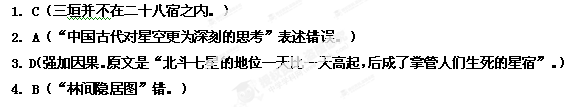 1. C（三垣并不在二十八宿之内。）
2. A（“中国古代对星空更为深刻的思考”表述错误。）
3. D(强加因果。原文是“北斗七星的地位一天比一天高起，后成了掌管人们生死的星宿”.）
4. B（“林间隐居图”错。）